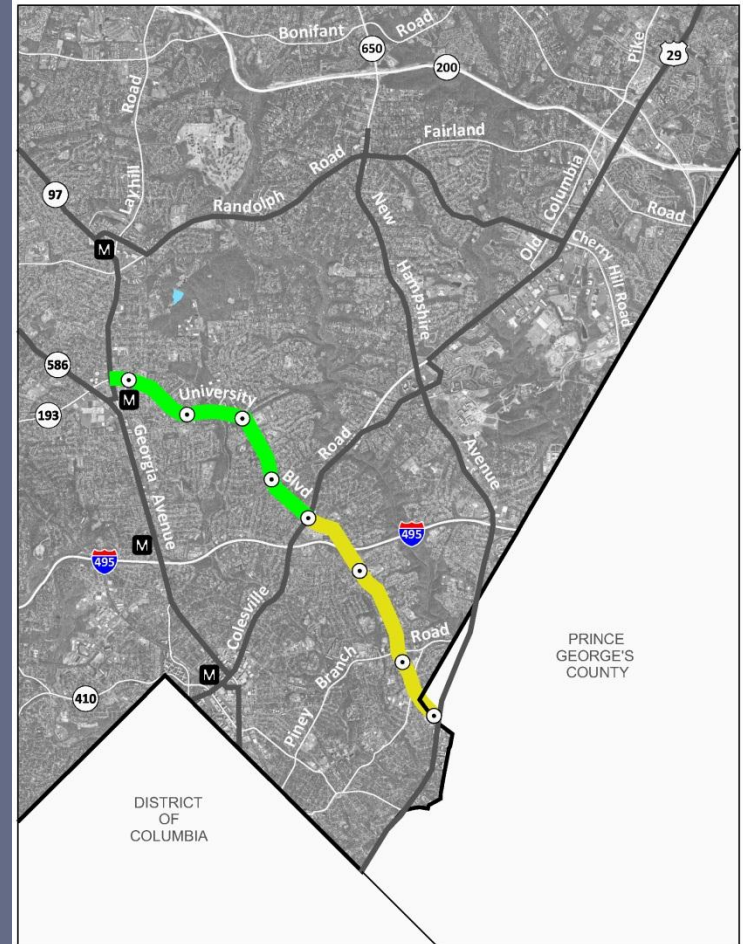 Bonifant Road
650
29
Pike
200
Layhill Road
Fairland Road
97
Randolph Road
New Hampshire Avenue
Old Columbia
Cherry Hill Road
M
586
University Blvd
193
M
Georgia Avenue
Colesville Road
M
495
495
Piney Branch Road
M
410
PRINCE
GEORGE'S
COUNTY
DISTRICT
OF
COLUMBIA